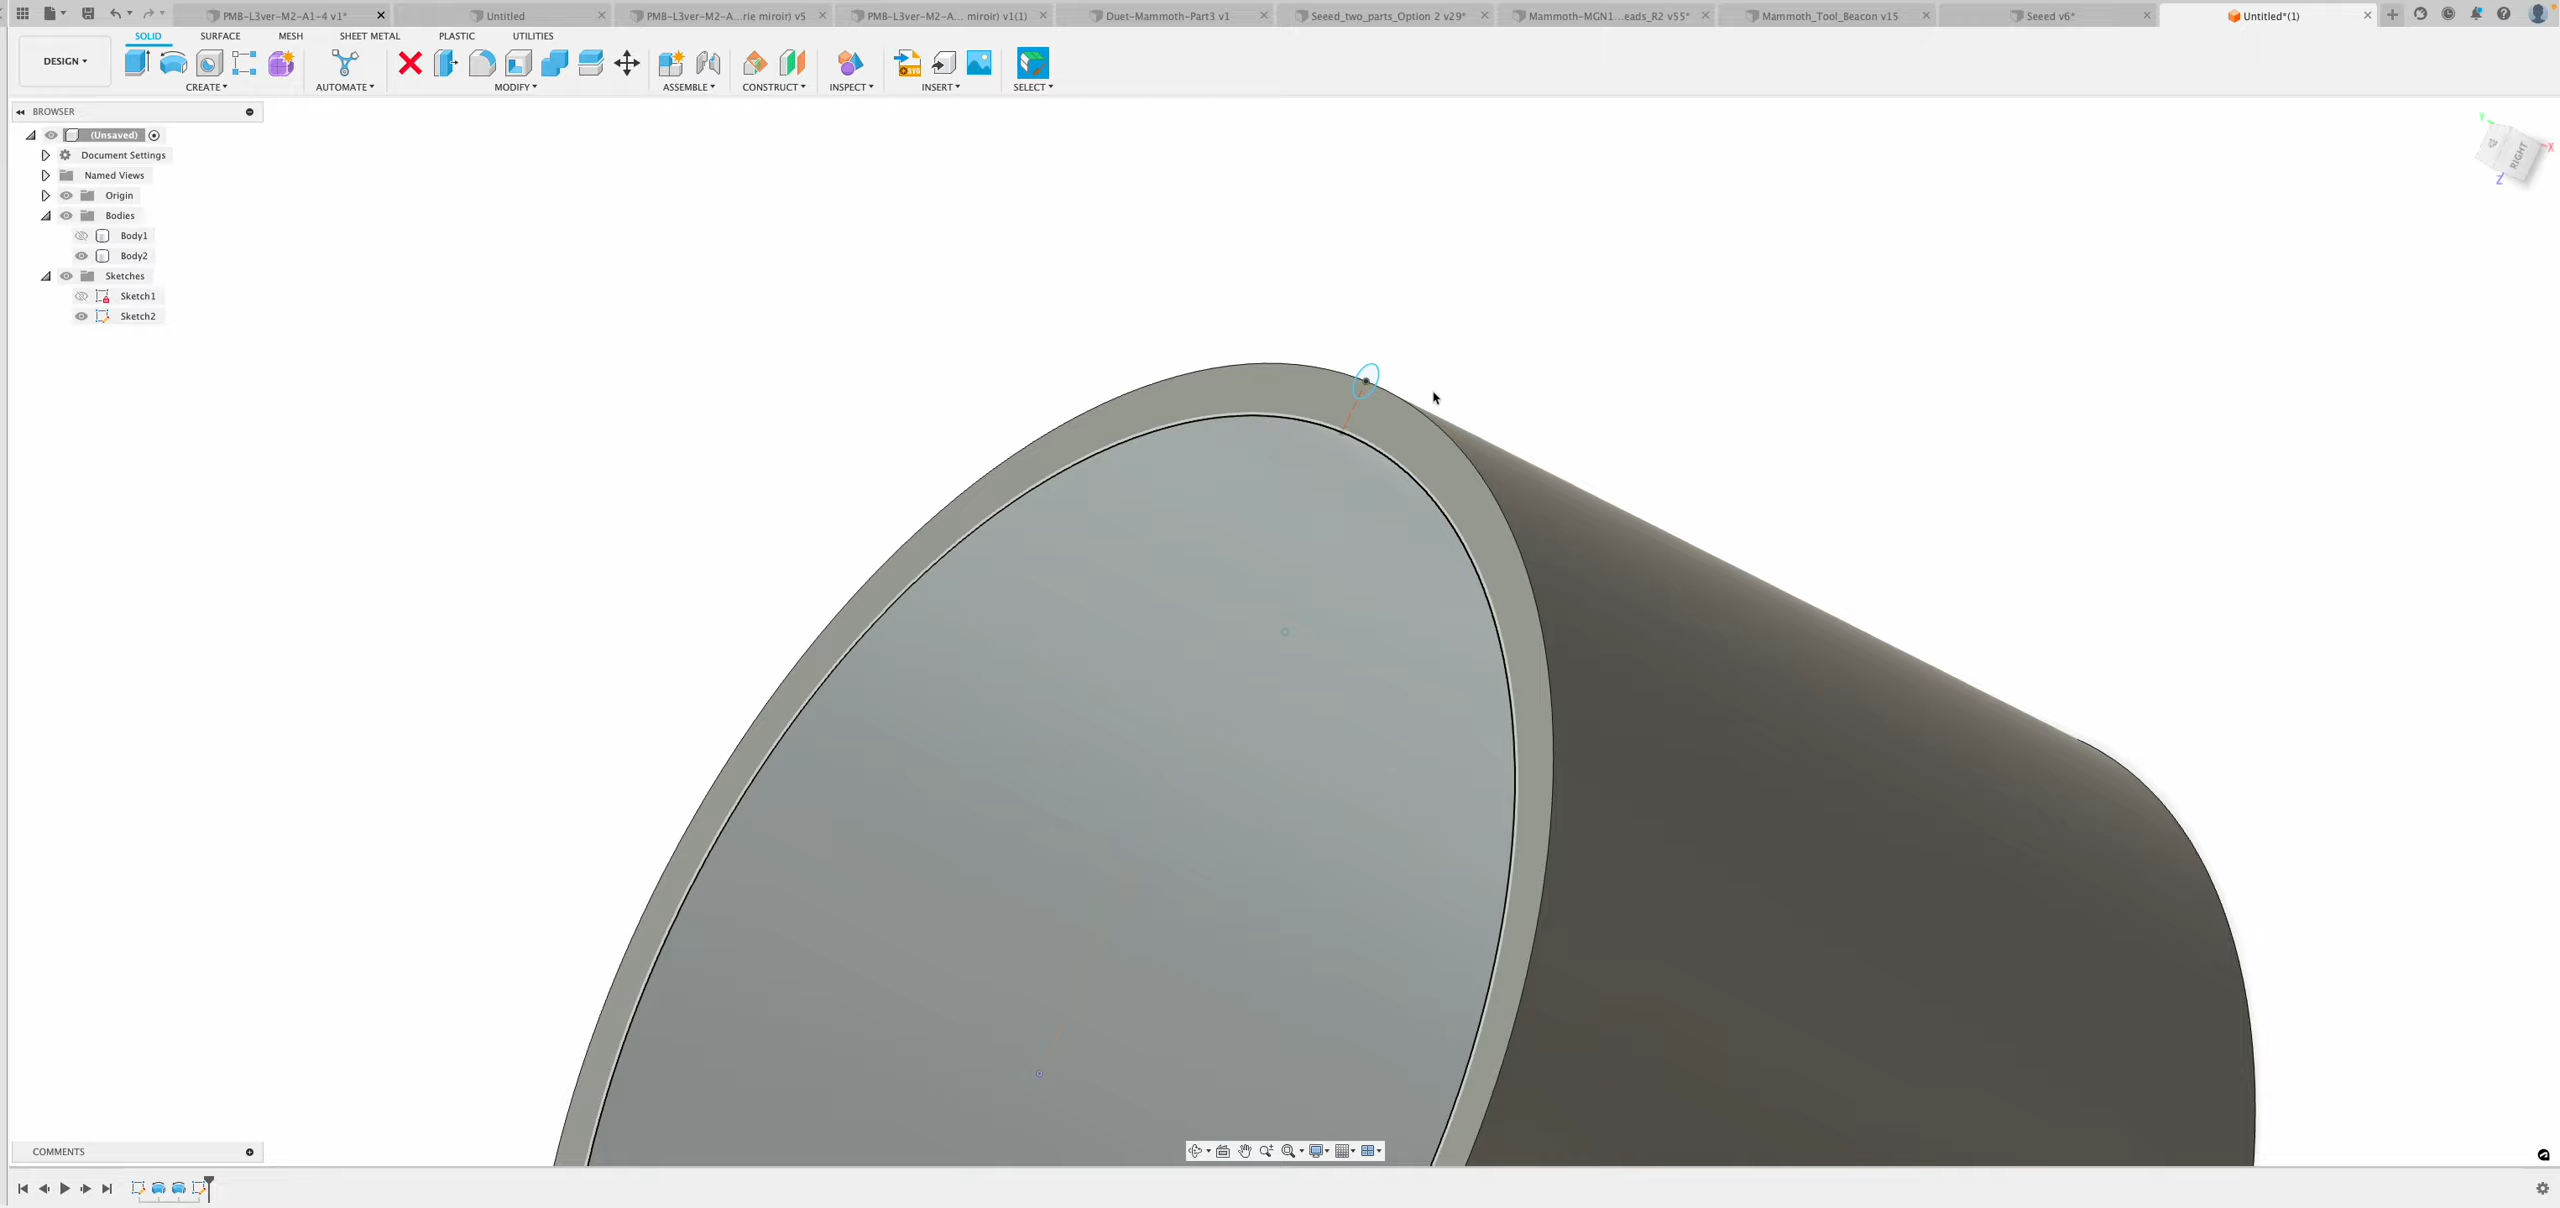 PMB-L3ver-M2-A1-4 v1*
Untitled
PMB-L3ver-M2-A...rie miroir) v5
PMB-L3ver-M2-A... miroir) v1(1)
Duet-Mammoth-Part3 v1
Seeed_two_parts_Option 2 v29*
Mammoth-MGN1...eads_R2 v55*
Mammoth_Tool_Beacon v15
Seeed v6*
Untitled*(1)
SOLID
SURFACE
MESH
SHEET METAL
PLASTIC
UTILITIES
DESIGN
CREATE
AUTOMATE
MODIFY
ASSEMBLE
CONSTRUCT
INSPECT
INSERT
SELECT
BROWSER
(Unsaved)
Document Settings
Named Views
Origin
Bodies
Body1
Body2
Sketches
Sketch1
Sketch2
Y
X
RIGHT
Z
COMMENTS